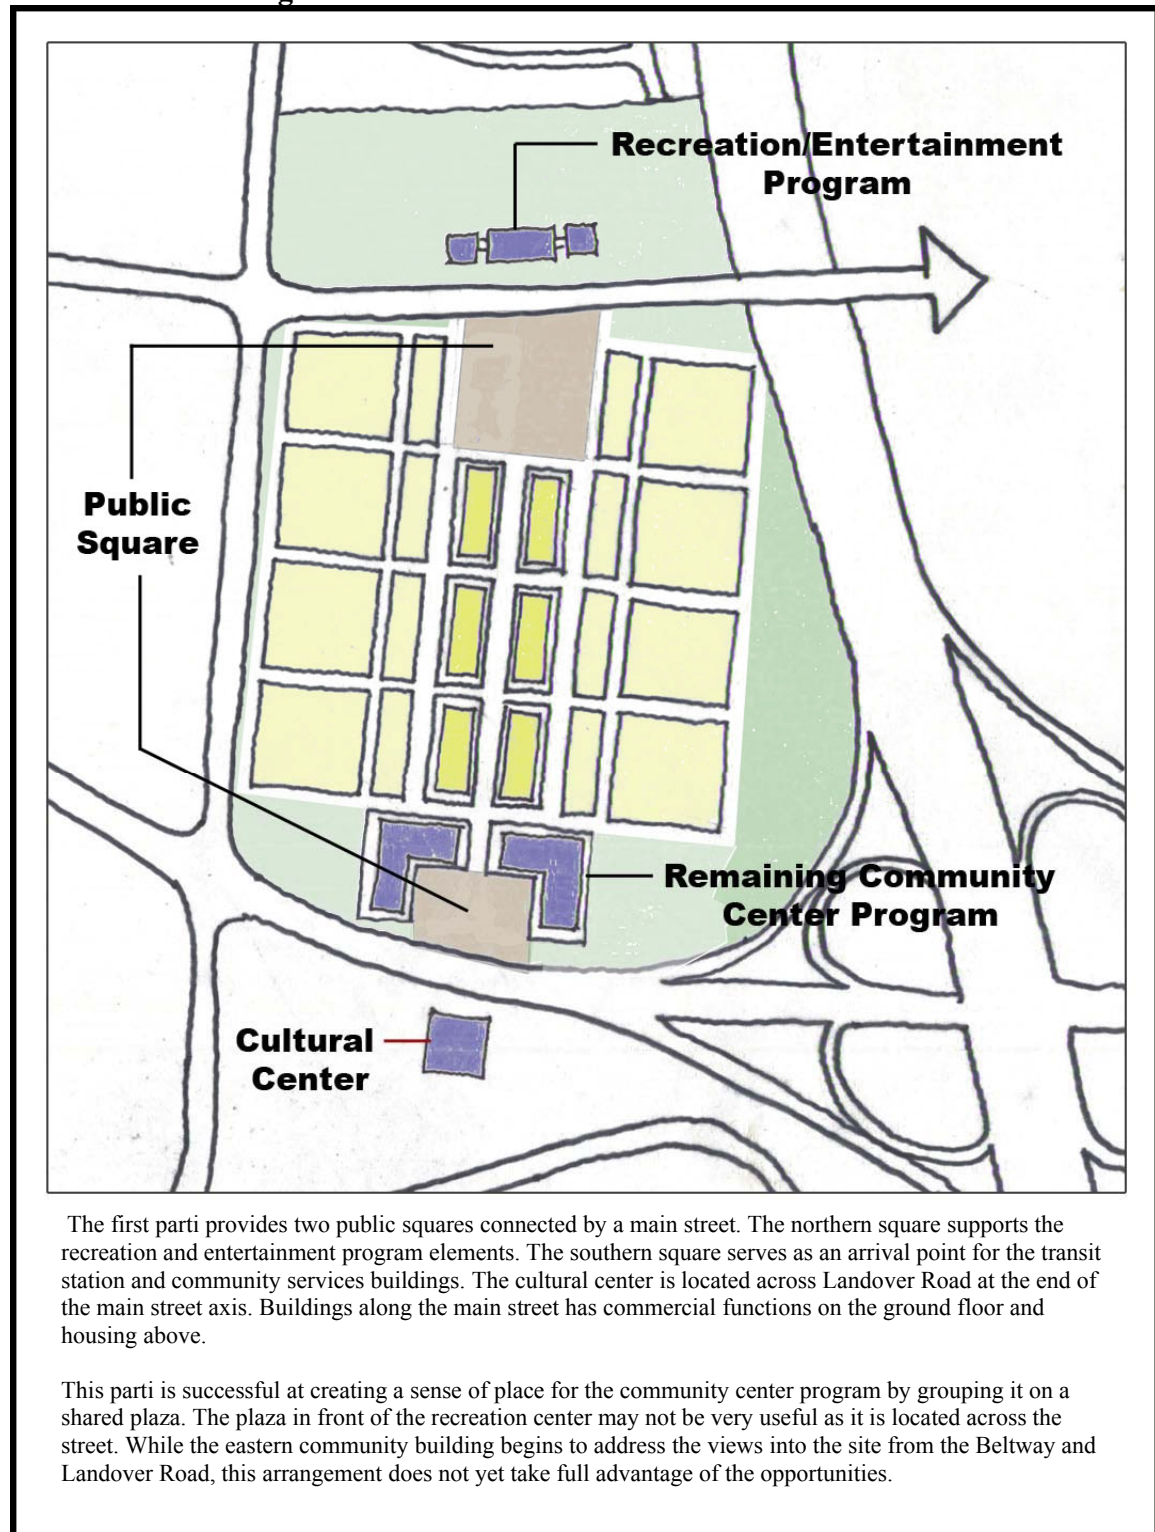 Recreation/Entertainment
Program
Public
Square
Remaining Community
Center Program
Cultural
Center
The first parti provides two public squares connected by a main street. The northern square supports the
recreation and entertainment program elements. The southern square serves as an arrival point for the transit
station and community services buildings. The cultural center is located across Landover Road at the end of
the main street axis. Buildings along the main street has commercial functions on the ground floor and
housing above.
This parti is successful at creating a sense of place for the community center program by grouping it on a
shared plaza. The plaza in front of the recreation center may not be very useful as it is located across the
street. While the eastern community building begins to address the views into the site from the Beltway and
Landover Road, this arrangement does not yet take full advantage of the opportunities.